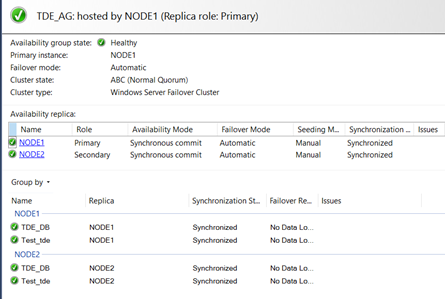 TDE_AG: hosted by NODE1 (Replica role: Primary)
Availability group state: Healthy
Primary instance: NODE1
Failover mode: Automatic
Cluster state: ABC (Normal Quorum)
Cluster type: Windows Server Failover Cluster
Availability replica:
Name Role Availability Mode Failover Mode Seeding M... Synchronization ... Issues
NODE1 Primary Synchronous commit Automatic Manual Synchronized
NODE2 Secondary Synchronous commit Automatic Manual Synchronized
Group by
Name Replica Synchronization St... Failover Re... Issues
NODE1
TDE_DB NODE1 Synchronized No Data Lo...
Test_tde NODE1 Synchronized No Data Lo...
NODE2
TDE_DB NODE2 Synchronized No Data Lo...
Test_tde NODE2 Synchronized No Data Lo...